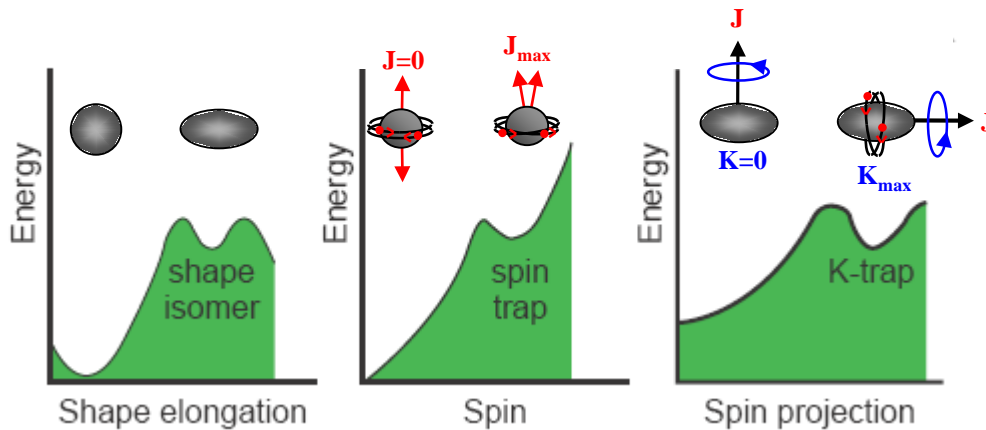 Energy
shape
isomer
Shape elongation
J=0
Jmax
Energy
spin
trap
Spin
J
K=0
J
Kmax
Energy
K-trap
Spin projection